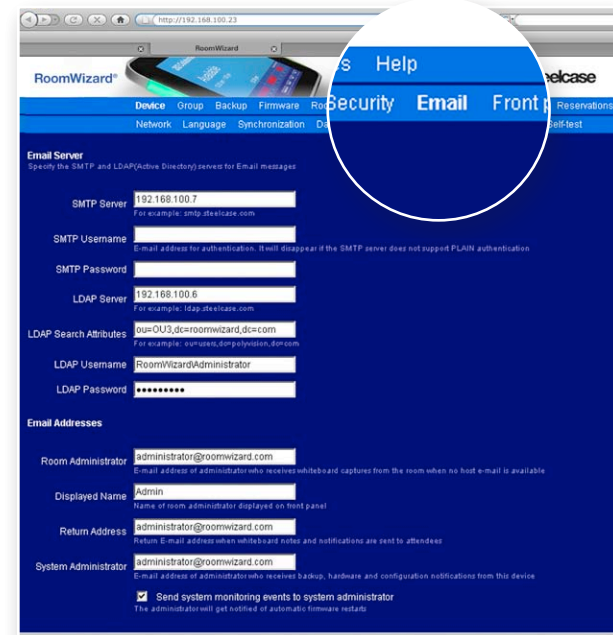 http://192.168.100.23
RoomWizard
RoomWizard®
s Help
elcase
Device Group Backup Firmware
Security Email Front p
Reservations
Network Language Synchronization
Self-test
Email Server
Specify the SMTP and LDAP(Active Directory) servers for Email messages
SMTP Server 192.168.100.7
For example: smtp.steelcase.com
SMTP Username
E-mail address for authentication. It will disappear if the SMTP server does not support PLAIN authentication
SMTP Password
LDAP Server 192.168.100.6
For example: ldap.steelcase.com
LDAP Search Attributes ou=OU3,dc=roomwizard,dc=com
For example: ou=users,dc=polyvision,dc=com
LDAP Username RoomWizard\Administrator
LDAP Password •••••••••
Email Addresses
Room Administrator administrator@roomwizard.com
E-mail address of administrator who receives whiteboard captures from the room when no host e-mail is available
Displayed Name Admin
Name of room administrator displayed on front panel
Return Address administrator@roomwizard.com
Return E-mail address when whiteboard notes and notifications are sent to attendees
System Administrator administrator@roomwizard.com
E-mail address of administrator who receives backup, hardware and configuration notifications from this device
Send system monitoring events to system administrator
The administrator will get notified of automatic firmware restarts